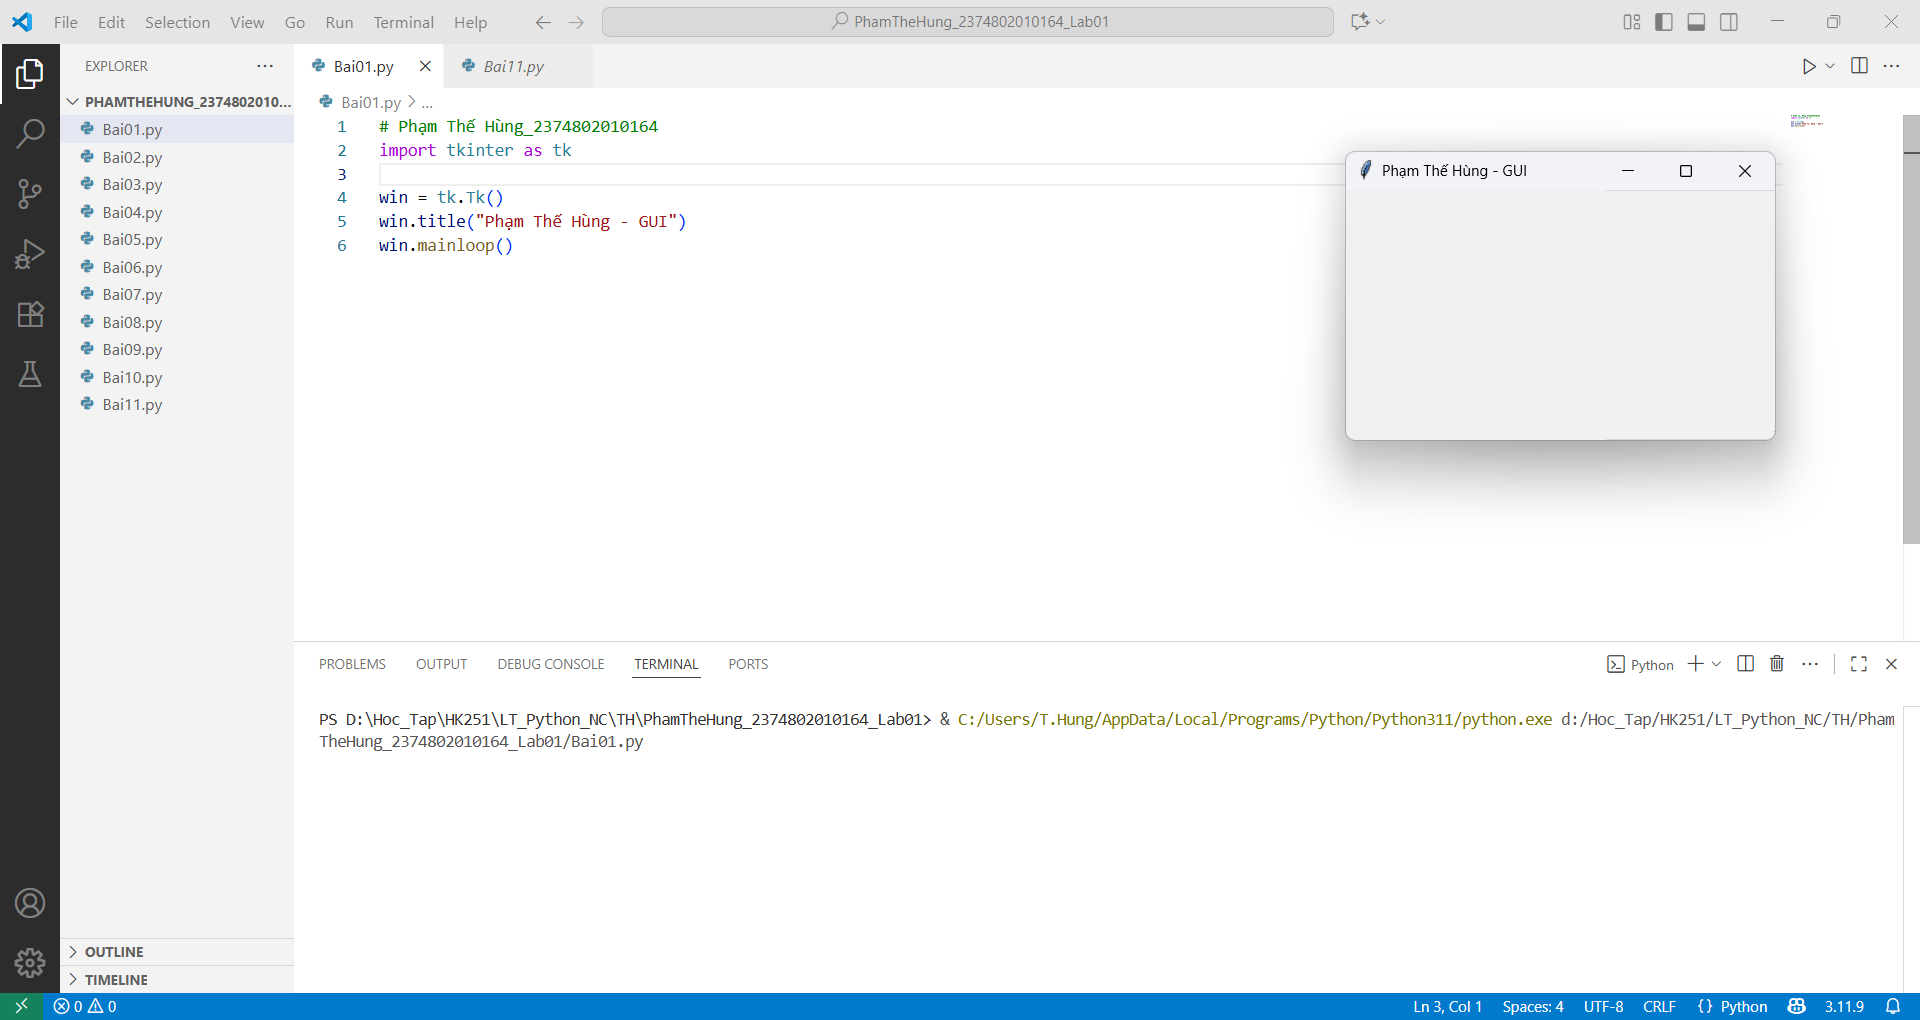 File Edit Selection View Go Run Terminal Help
PhamTheHung_2374802010164_Lab01
EXPLORER
PHAMTHEHUNG_2374802010...
Bai01.py
Bai02.py
Bai03.py
Bai04.py
Bai05.py
Bai06.py
Bai07.py
Bai08.py
Bai09.py
Bai10.py
Bai11.py
OUTLINE
TIMELINE
Bai01.py Bai11.py
Bai01.py > ...
1 # Phạm Thế Hùng_2374802010164
2 import tkinter as tk
3
4 win = tk.Tk()
5 win.title("Phạm Thế Hùng - GUI")
6 win.mainloop()
Phạm Thế Hùng - GUI
PROBLEMS OUTPUT DEBUG CONSOLE TERMINAL PORTS
Python
PS D:\Hoc_Tap\HK251\LT_Python_NC\TH\PhamTheHung_2374802010164_Lab01> & C:/Users/T.Hung/AppData/Local/Programs/Python/Python311/python.exe d:/Hoc_Tap/HK251/LT_Python_NC/TH/Pham
TheHung_2374802010164_Lab01/Bai01.py
0 0 Ln 3, Col 1 Spaces: 4 UTF-8 CRLF {} Python 3.11.9